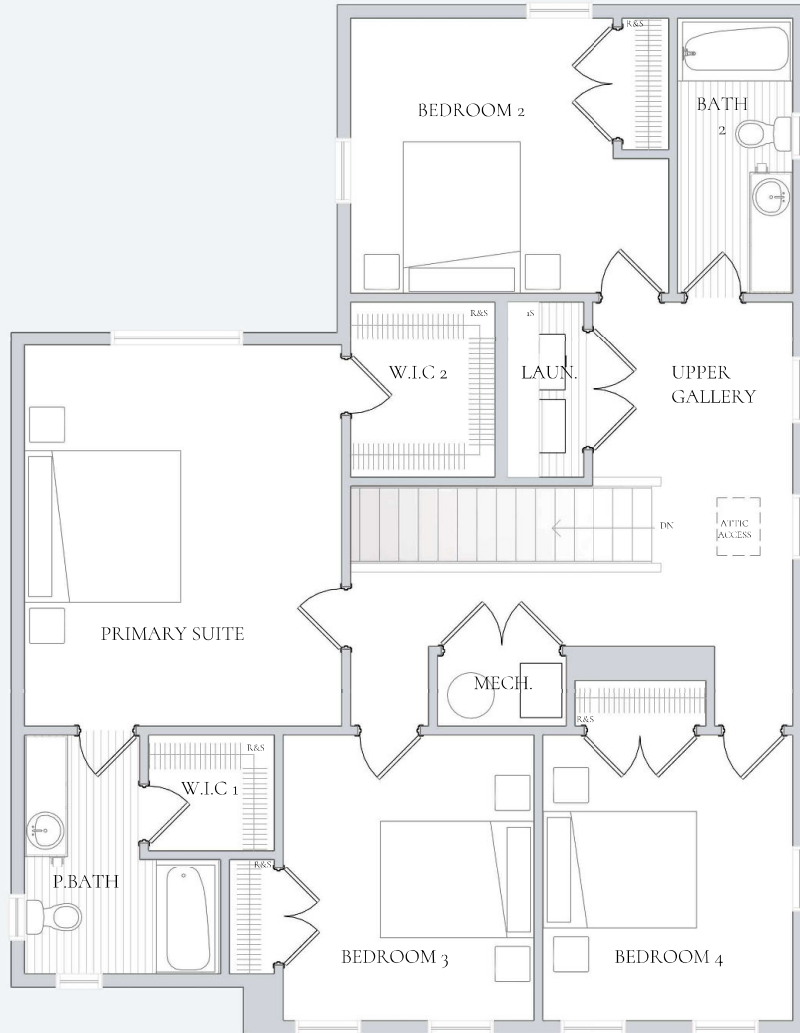 R&S
BEDROOM 2
BATH
2
R&S
1S
W.I.C 2
LAUN.
UPPER
GALLERY
DN
ATTIC
ACCESS
PRIMARY SUITE
MECH.
R&S
R&S
W.I.C 1
R&S
P.BATH
BEDROOM 3
BEDROOM 4